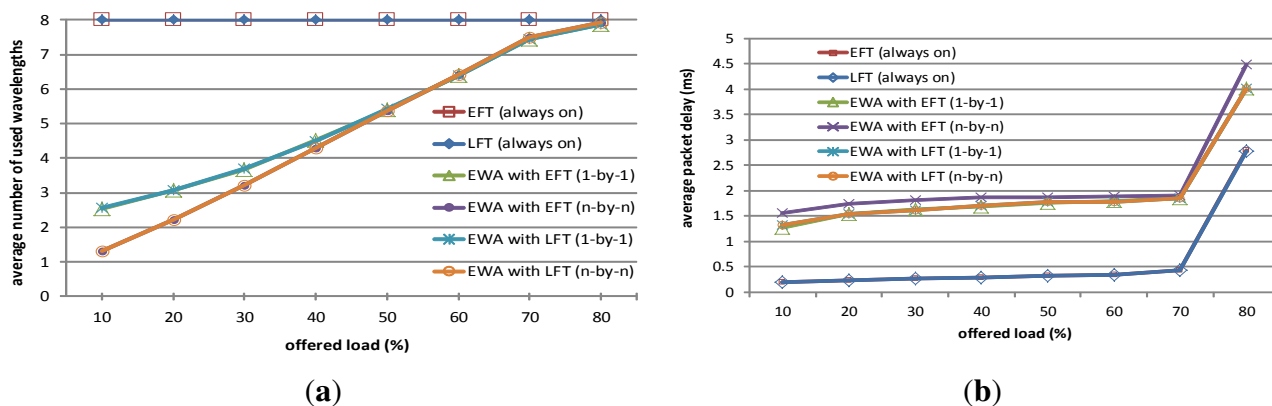 average number of used wavelengths
8
7
6
5
4
3
2
1
0
EFT (always on)
LFT (always on)
EWA with EFT (1-by-1)
EWA with EFT (n-by-n)
EWA with LFT (1-by-1)
EWA with LFT (n-by-n)
10 20 30 40 50 60 70 80
offered load (%)
(a)
average packet delay (ms)
5
4.5
4
3.5
3
2.5
2
1.5
1
0.5
0
EFT (always on)
LFT (always on)
EWA with EFT (1-by-1)
EWA with EFT (n-by-n)
EWA with LFT (1-by-1)
EWA with LFT (n-by-n)
10 20 30 40 50 60 70 80
offered load (%)
(b)